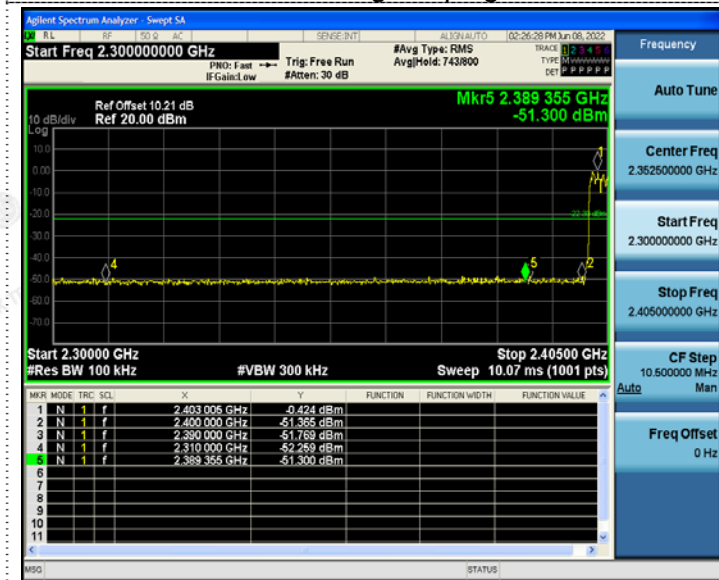 Agilent Spectrum Analyzer - Swept SA
RL RF 50 Ω AC SENSE:INT ALIGN AUTO 02:26:28 PM Jun 08, 2022
Start Freq 2.300000000 GHz
PNO: Fast
IFGain:Low
Trig: Free Run
#Atten: 30 dB
#Avg Type: RMS
Avg|Hold: 743/800
TRACE 1 2 3 4 5 6
TYPE M
DET P P P P P P
Ref Offset 10.21 dB
10 dB/div Ref 20.00 dBm
Log
Mkr5 2.389 355 GHz
-51.300 dBm
10.0
0.00
-10.0
-20.0
-30.0
-40.0
-50.0
-60.0
-70.0
1
4
5
2
Start 2.30000 GHz Stop 2.40500 GHz
#Res BW 100 kHz #VBW 300 kHz Sweep 10.07 ms (1001 pts)
MKR MODE TRC SCL X Y FUNCTION FUNCTION WIDTH FUNCTION VALUE
1 N 1 f 2.403 005 GHz -0.424 dBm
2 N 1 f 2.400 000 GHz -51.365 dBm
3 N 1 f 2.390 000 GHz -51.769 dBm
4 N 1 f 2.310 000 GHz -52.259 dBm
5 N 1 f 2.389 355 GHz -51.300 dBm
6
7
8
9
10
11
MSG STATUS
Frequency
Auto Tune
Center Freq
2.352500000 GHz
Start Freq
2.300000000 GHz
Stop Freq
2.405000000 GHz
CF Step
10.500000 MHz
Auto Man
Freq Offset
0 Hz